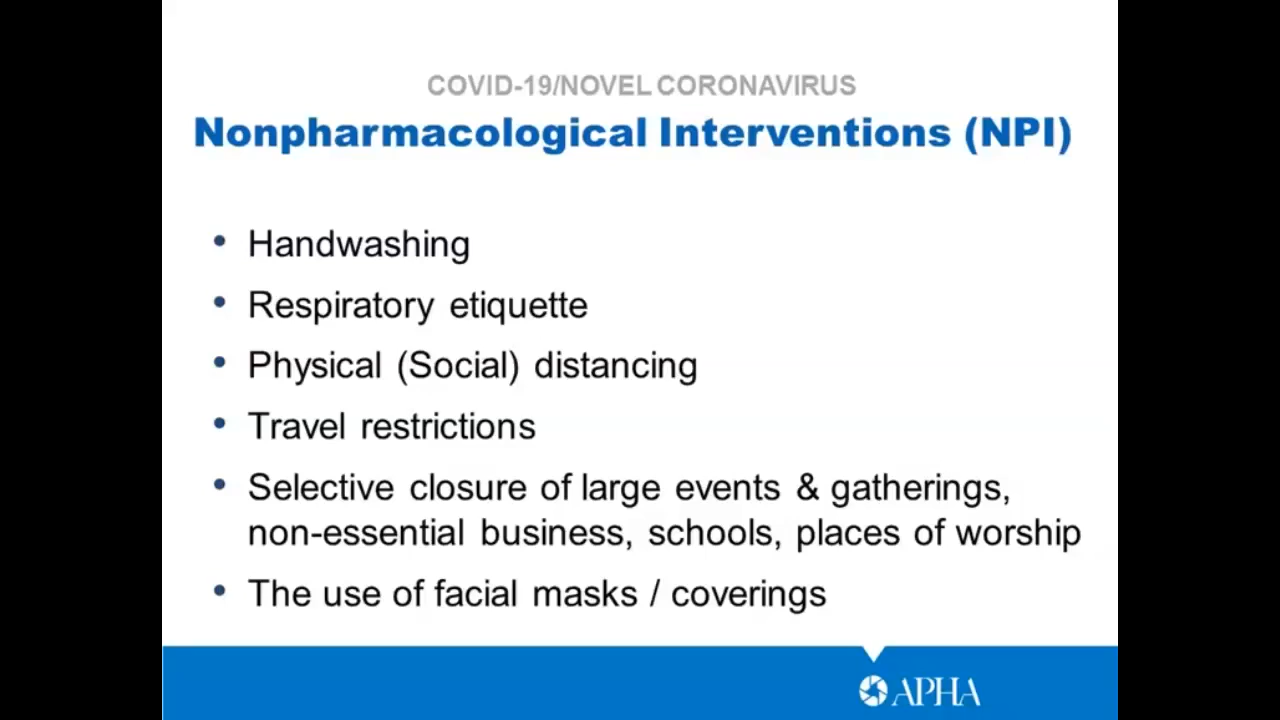 COVID-19/NOVEL CORONAVIRUS
Nonpharmacological Interventions (NPI)
• Handwashing
• Respiratory etiquette
• Physical (Social) distancing
• Travel restrictions
• Selective closure of large events & gatherings,
non-essential business, schools, places of worship
• The use of facial masks / coverings
APHA